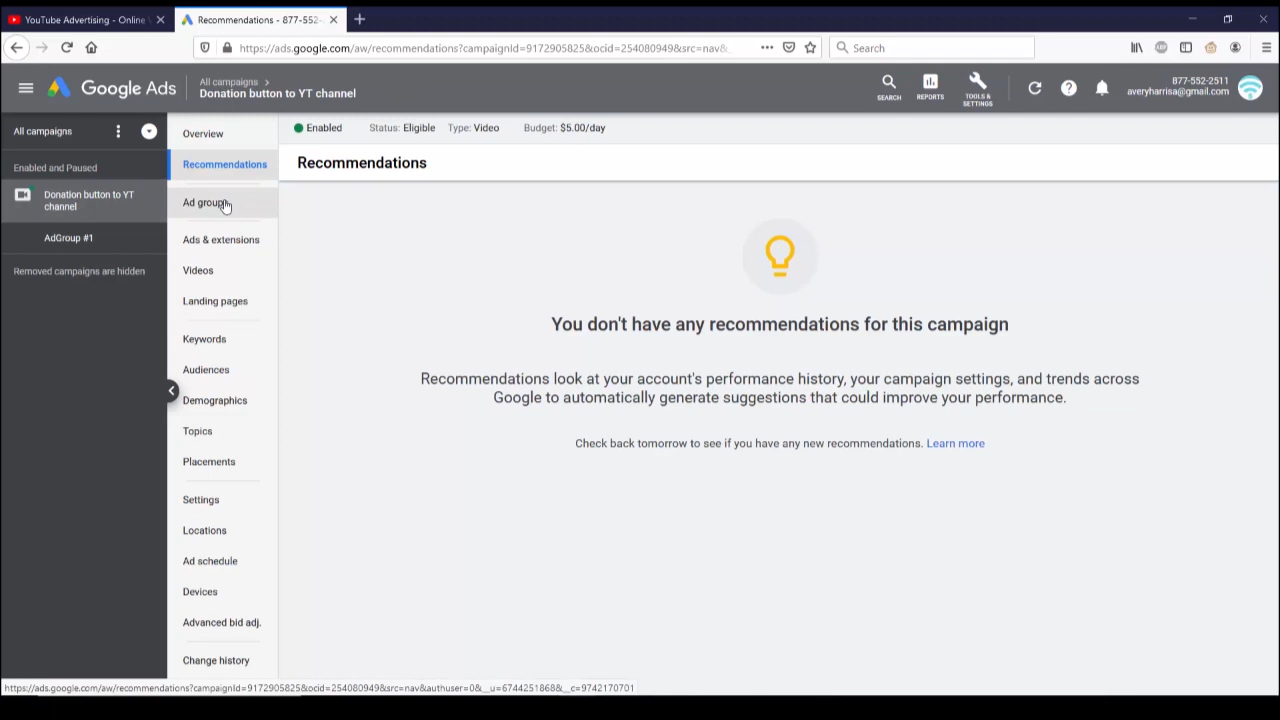 YouTube Advertising - Online
Recommendations - 877-552-
https://ads.google.com/aw/recommendations?campaignId=9172905825&ocid=254080949&src=nav&
Search
Google Ads
All campaigns >
Donation button to YT channel
SEARCH
REPORTS
TOOLS &
SETTINGS
877-552-2511
averyharrisa@gmail.com
All campaigns
Enabled and Paused
Donation button to YT
channel
AdGroup #1
Removed campaigns are hidden
Overview
Recommendations
Ad groups
Ads & extensions
Videos
Landing pages
Keywords
Audiences
Demographics
Topics
Placements
Settings
Locations
Ad schedule
Devices
Advanced bid adj.
Change history
Enabled Status: Eligible Type: Video Budget: $5.00/day
Recommendations
You don't have any recommendations for this campaign
Recommendations look at your account's performance history, your campaign settings, and trends across
Google to automatically generate suggestions that could improve your performance.
Check back tomorrow to see if you have any new recommendations. Learn more
https://ads.google.com/aw/recommendations?campaignId=9172905825&ocid=254080949&src=nav&authuser=0&__u=6744251868&__c=9742170701